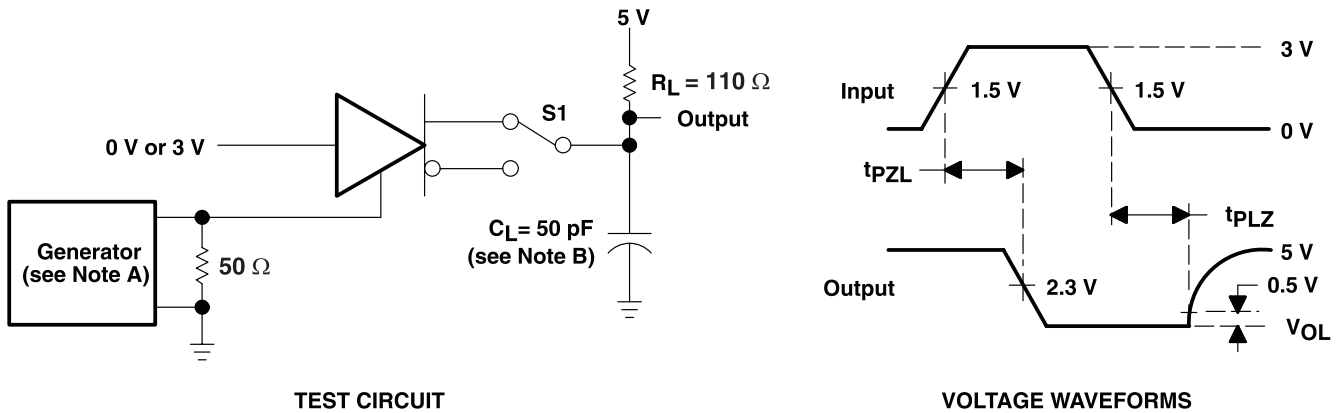 5 V
RL = 110 Ω
S1
Output
0 V or 3 V
CL= 50 pF
(see Note B)
Generator
(see Note A)
50 Ω
TEST CIRCUIT
3 V
Input
1.5 V
1.5 V
0 V
tPZL
tPLZ
5 V
0.5 V
Output
2.3 V
VOL
VOLTAGE WAVEFORMS